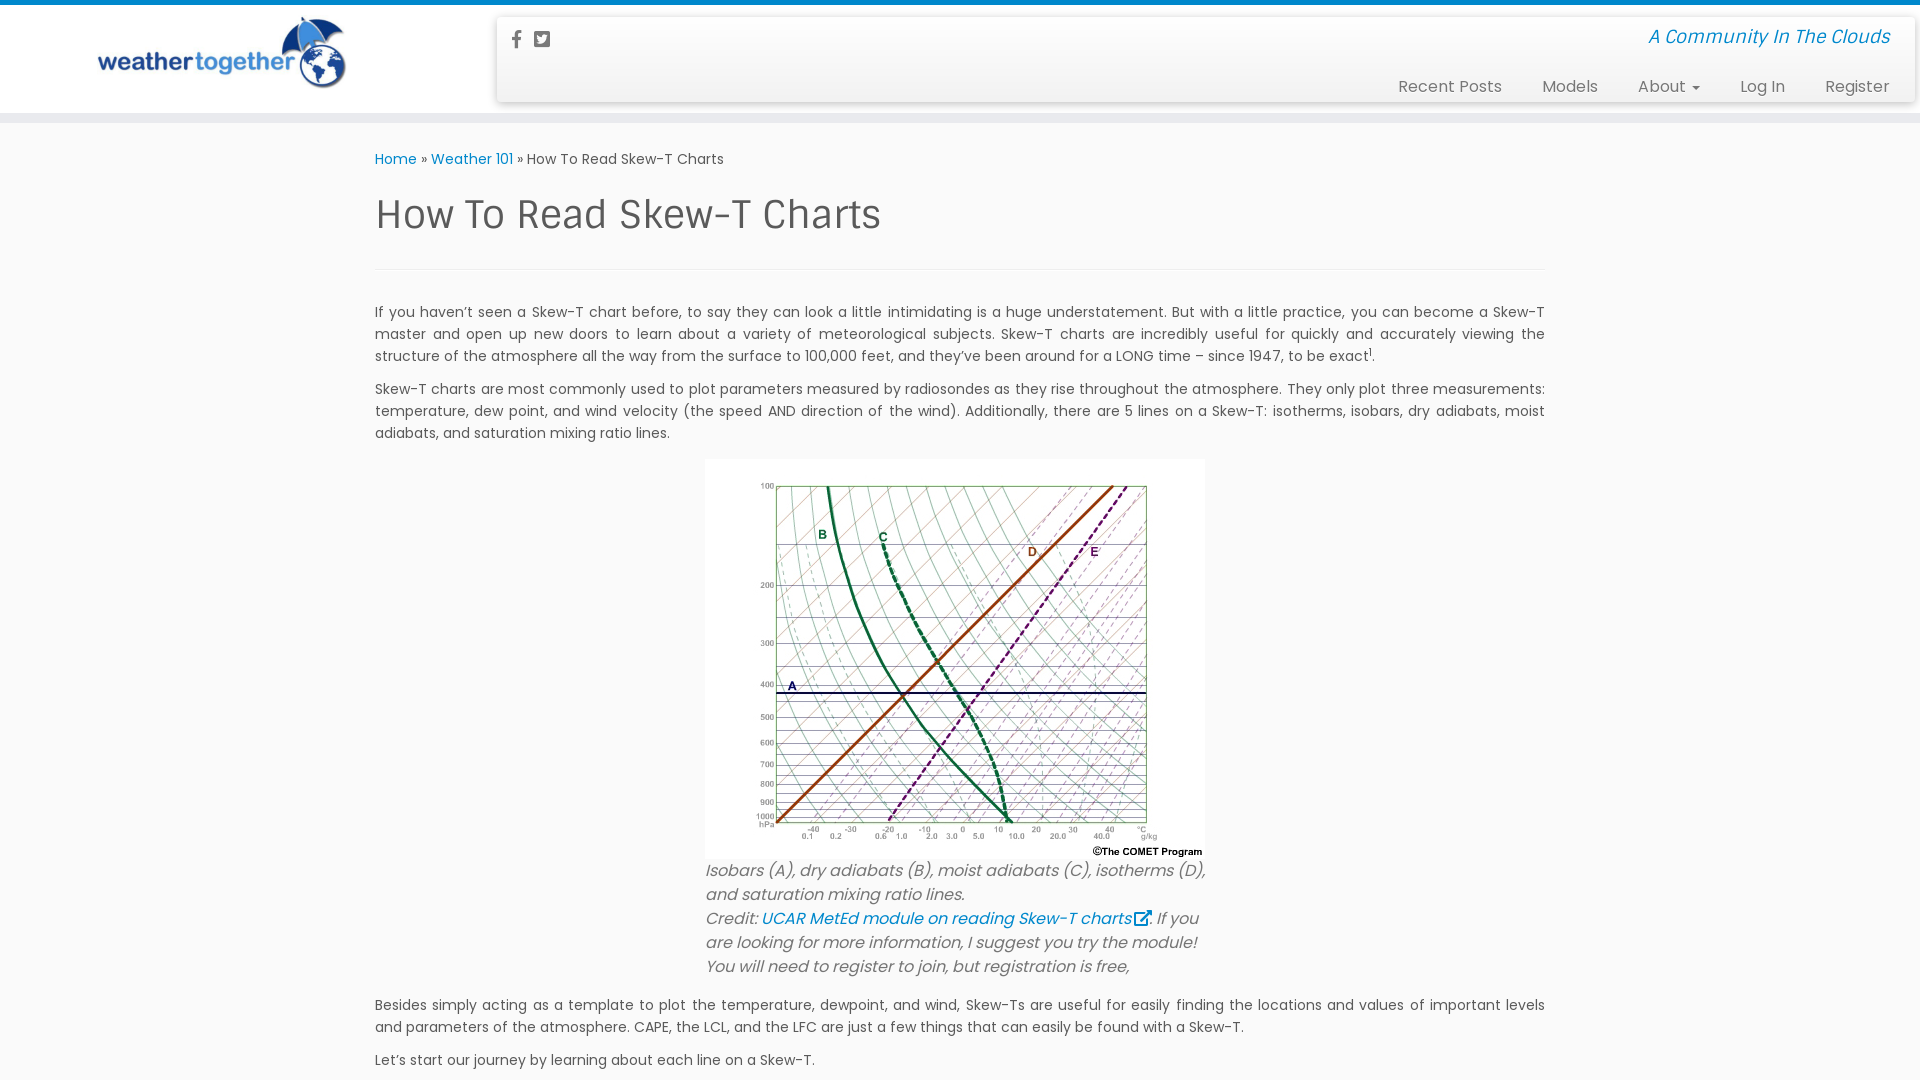 weathertogether
A Community In The Clouds
Recent Posts Models About Log In Register
Home » Weather 101 » How To Read Skew-T Charts
How To Read Skew-T Charts
If you haven’t seen a Skew-T chart before, to say they can look a little intimidating is a huge understatement. But with a little practice, you can become a Skew-T
master and open up new doors to learn about a variety of meteorological subjects. Skew-T charts are incredibly useful for quickly and accurately viewing the
structure of the atmosphere all the way from the surface to 100,000 feet, and they’ve been around for a LONG time – since 1947, to be exact¹.
Skew-T charts are most commonly used to plot parameters measured by radiosondes as they rise throughout the atmosphere. They only plot three measurements:
temperature, dew point, and wind velocity (the speed AND direction of the wind). Additionally, there are 5 lines on a Skew-T: isotherms, isobars, dry adiabats, moist
adiabats, and saturation mixing ratio lines.
100
B
C
D
E
200
300
A
400
500
600
700
800
900
1000
hPa
-40 -30 -20 -10 0 10 20 30 40 °C
0.1 0.2 0.6 1.0 2.0 3.0 5.0 10.0 20.0 40.0 g/kg
©The COMET Program
Isobars (A), dry adiabats (B), moist adiabats (C), isotherms (D),
and saturation mixing ratio lines.
Credit: UCAR MetEd module on reading Skew-T charts. If you
are looking for more information, I suggest you try the module!
You will need to register to join, but registration is free,
Besides simply acting as a template to plot the temperature, dewpoint, and wind, Skew-Ts are useful for easily finding the locations and values of important levels
and parameters of the atmosphere. CAPE, the LCL, and the LFC are just a few things that can easily be found with a Skew-T.
Let’s start our journey by learning about each line on a Skew-T.